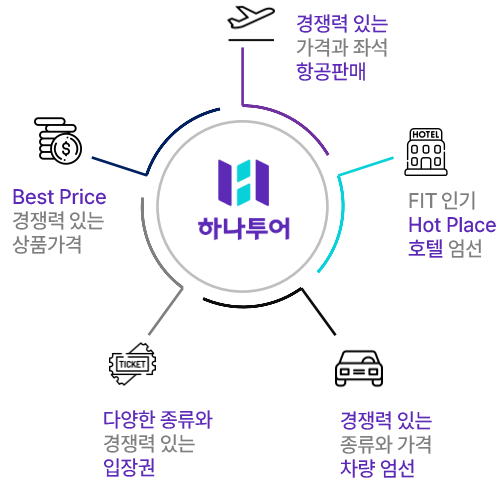 경쟁력 있는
가격과 좌석
항공판매
HOTEL
FIT 인기
Hot Place
호텔 엄선
Best Price
경쟁력 있는
상품가격
하나투어
TICKET
다양한 종류와
경쟁력 있는
입장권
경쟁력 있는
종류와 가격
차량 엄선